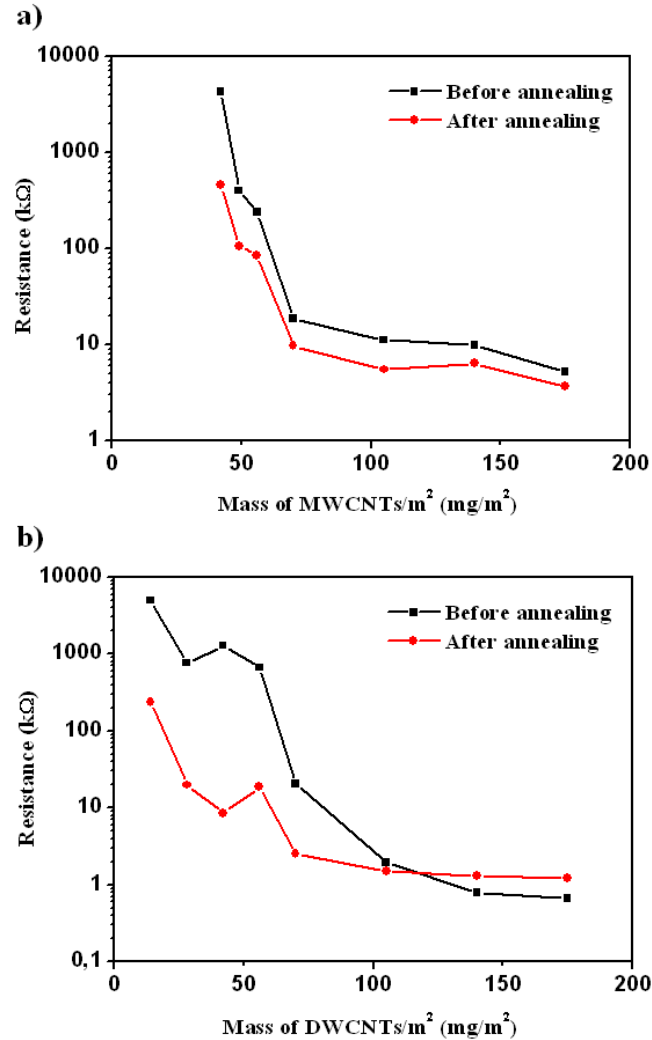 a)
10000
1000
100
10
1
Resistance (kΩ)
Before annealing
After annealing
0
50
100
150
200
Mass of MWCNTs/m² (mg/m²)
b)
10000
1000
100
10
1
0,1
Resistance (kΩ)
Before annealing
After annealing
0
50
100
150
200
Mass of DWCNTs/m² (mg/m²)